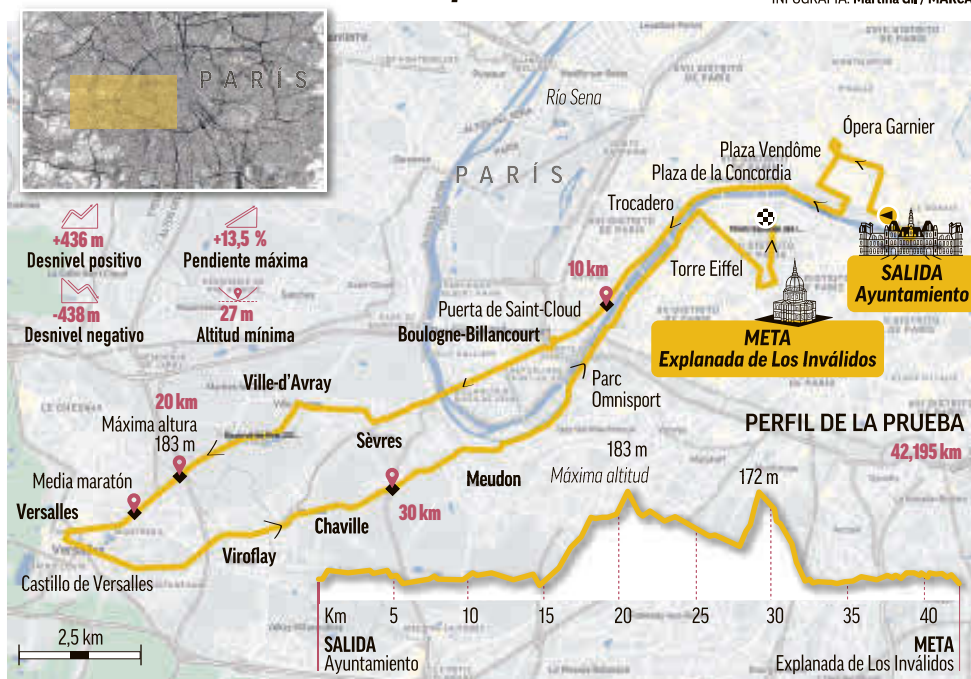 INFOGRAFÍA: Martina Gil / MARCA
PARÍS
Río Sena
PARÍS
Ópera Garnier
Plaza Vendôme
Plaza de la Concordia
Trocadero
+436 m
Desnivel positivo
+13,5 %
Pendiente máxima
-438 m
Desnivel negativo
27 m
Altitud mínima
10 km
Torre Eiffel
SALIDA
Ayuntamiento
Puerta de Saint-Cloud
Boulogne-Billancourt
META
Explanada de Los Inválidos
Ville-d'Avray
Parc
Omnisport
20 km
Máxima altura
183 m
Sèvres
Media maratón
Versalles
Meudon
30 km
Chaville
Viroflay
Castillo de Versalles
PERFIL DE LA PRUEBA
42,195 km
183 m
Máxima altitud
172 m
Km 5 10 15 20 25 30 35 40
SALIDA
Ayuntamiento
META
Explanada de Los Inválidos
2,5 km